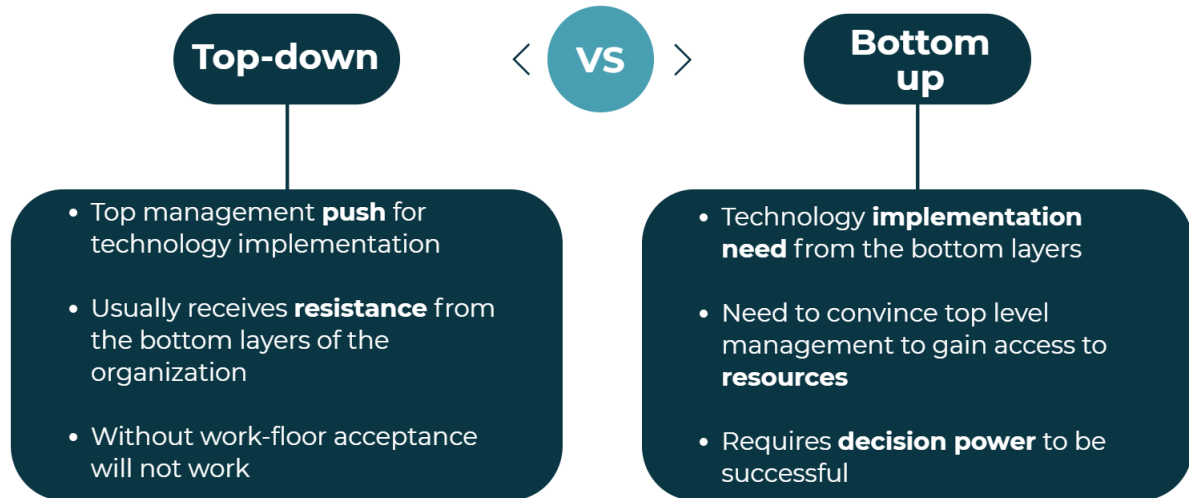 Top-down
VS
Bottom
up
• Top management push for
technology implementation
• Usually receives resistance from
the bottom layers of the
organization
• Without work-floor acceptance
will not work
• Technology implementation
need from the bottom layers
• Need to convince top level
management to gain access to
resources
• Requires decision power to be
successful